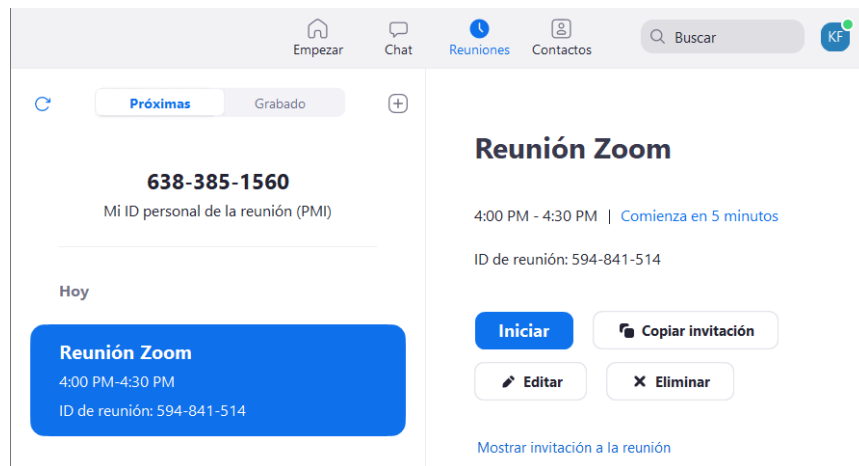 Empezar
Chat
Reuniones
Contactos
Buscar
KF
Próximas
Grabado
638-385-1560
Mi ID personal de la reunión (PMI)
Hoy
Reunión Zoom
4:00 PM-4:30 PM
ID de reunión: 594-841-514
Reunión Zoom
4:00 PM - 4:30 PM | Comienza en 5 minutos
ID de reunión: 594-841-514
Iniciar
Copiar invitación
Editar
Eliminar
Mostrar invitación a la reunión